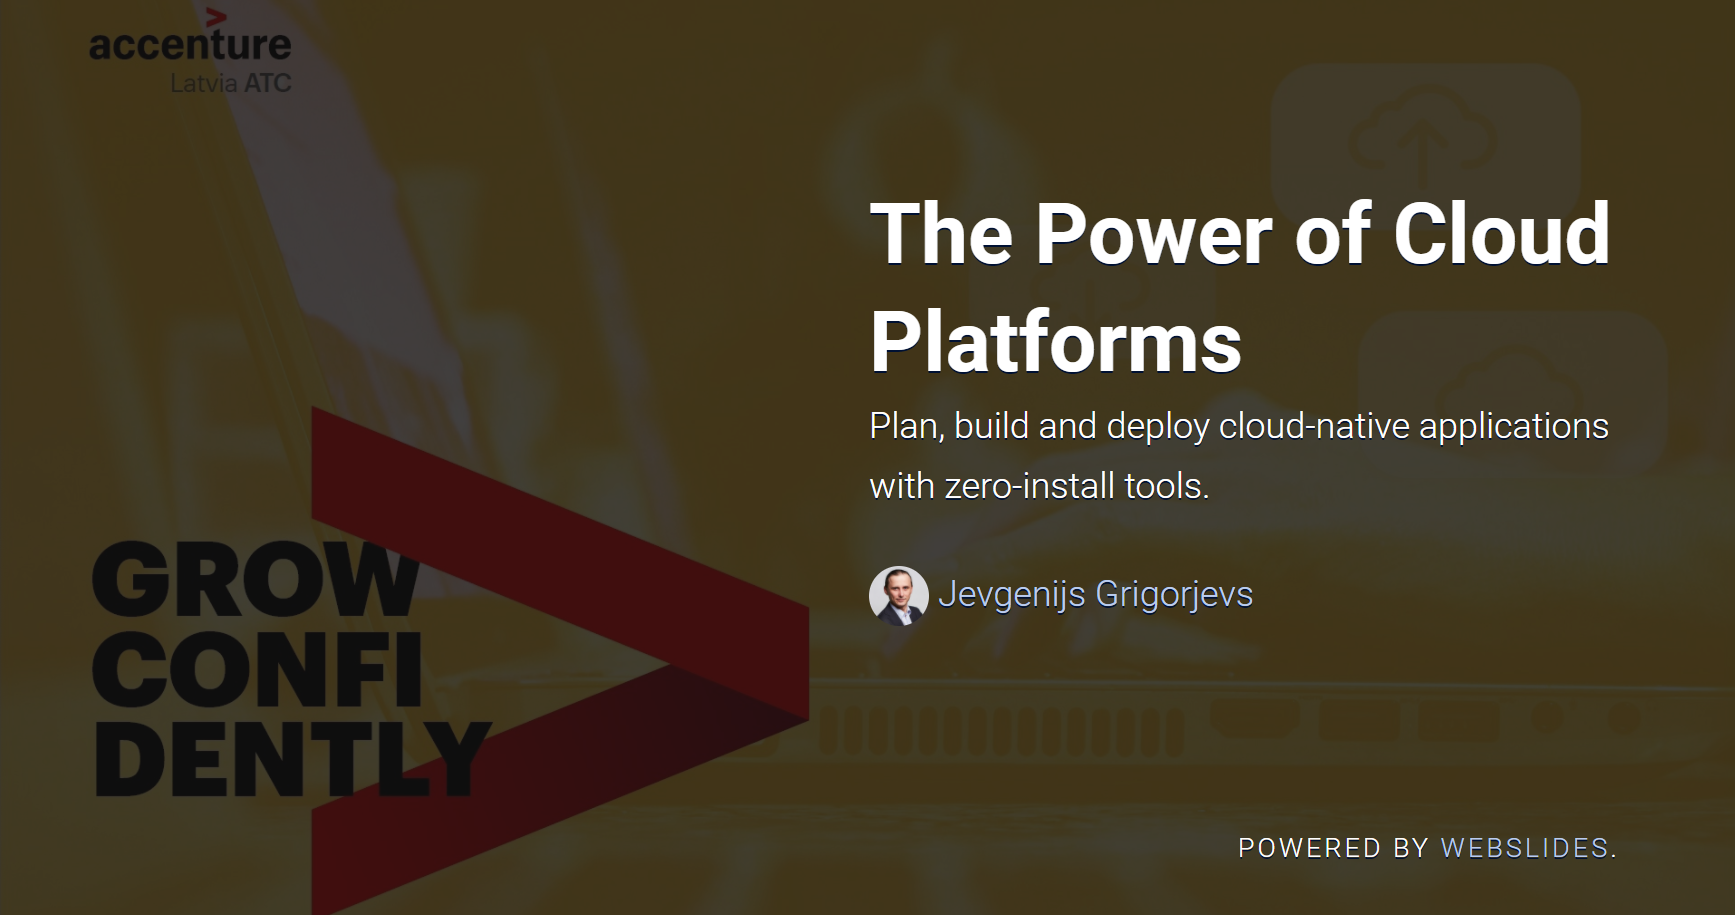 accenture
Latvia ATC
The Power of Cloud
Platforms
Plan, build and deploy cloud-native applications
with zero-install tools.
Jevgenijs Grigorjevs
GROW
CONFI
DENTLY
POWERED BY WEBSLIDES.